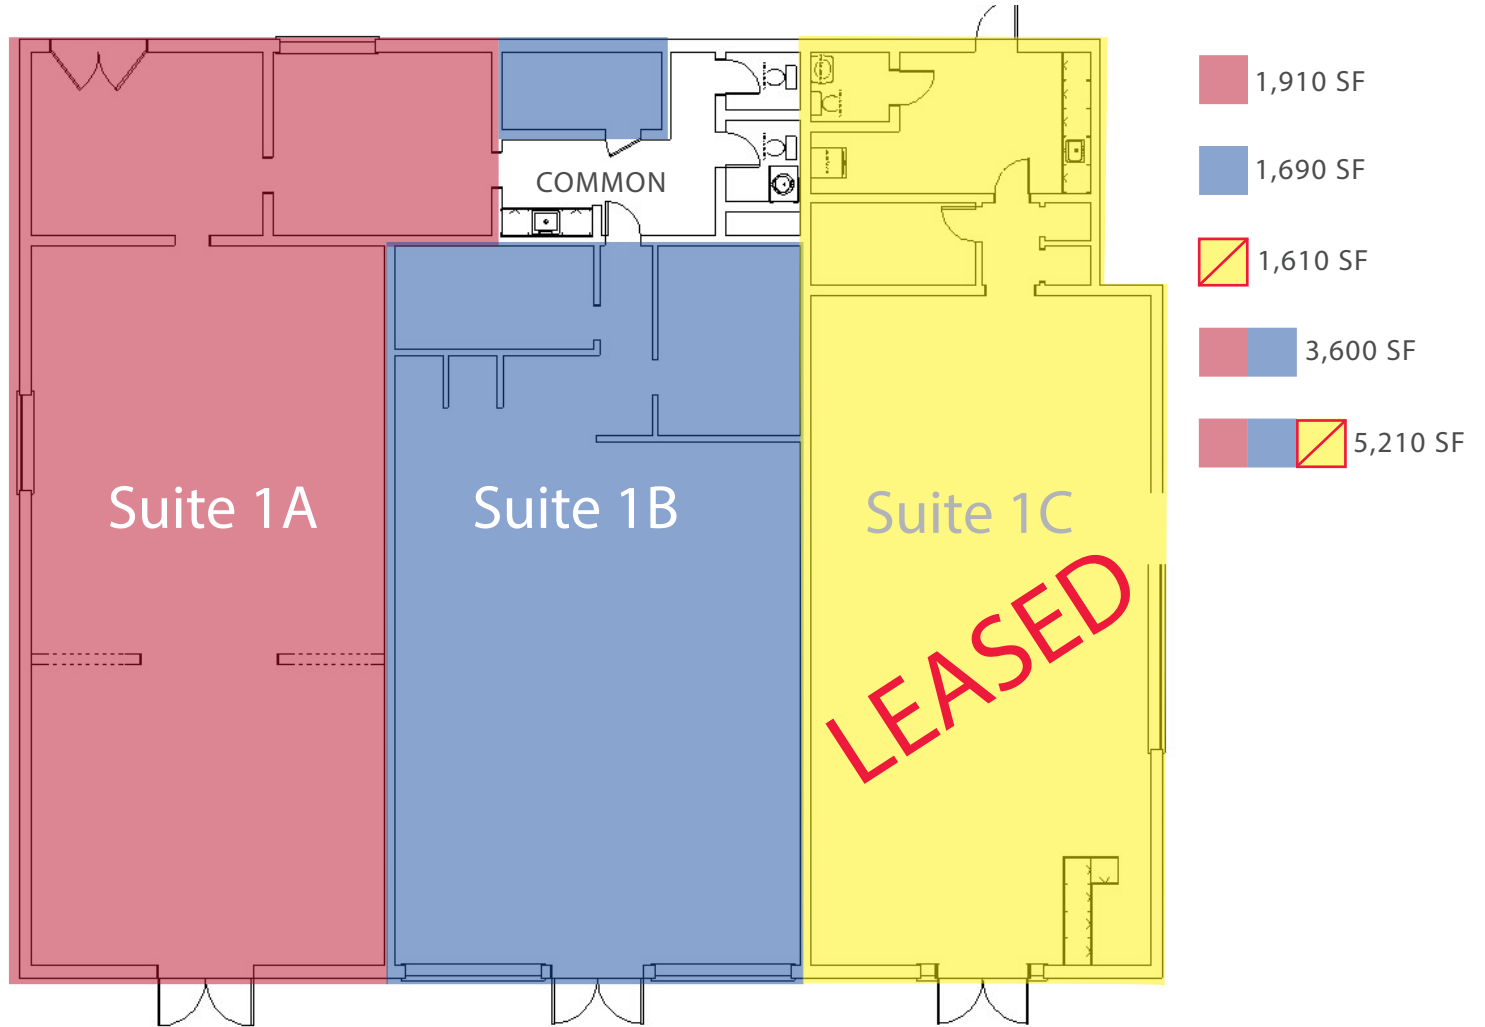 COMMON
Suite 1A
Suite 1B
Suite 1C
LEASED
1,910 SF
1,690 SF
1,610 SF
3,600 SF
5,210 SF